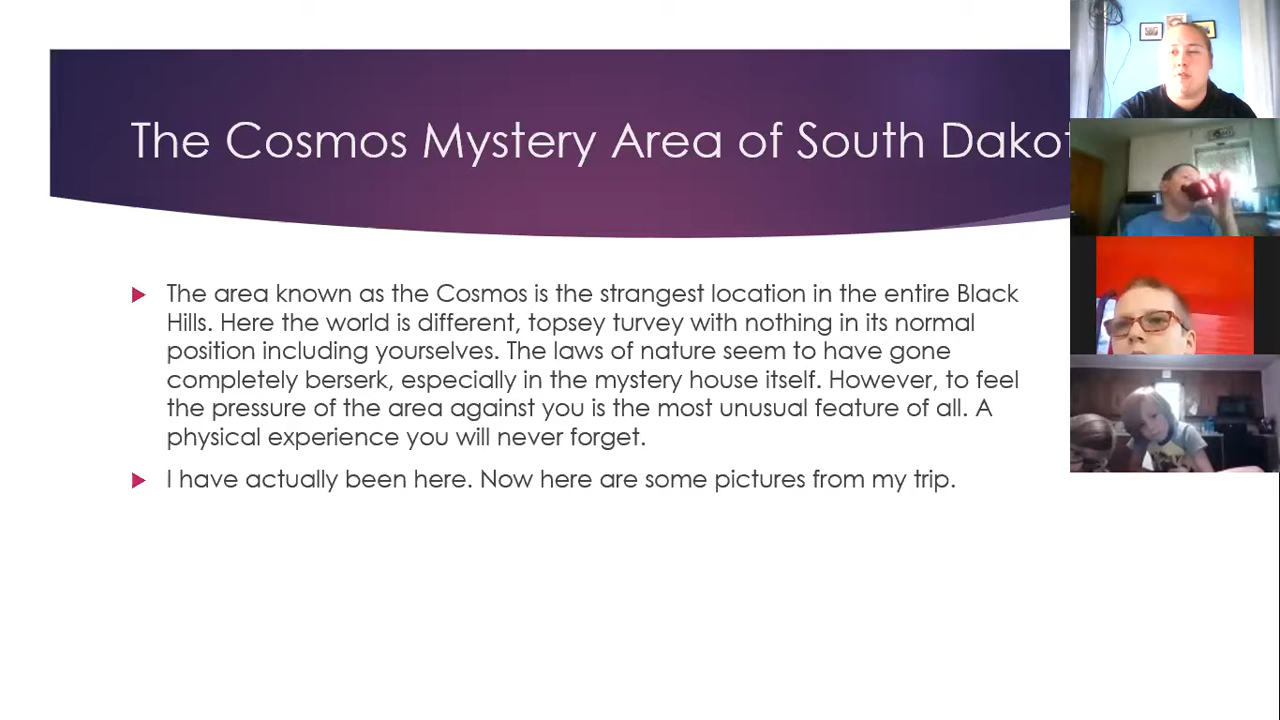 The Cosmos Mystery Area of South Dakot
The area known as the Cosmos is the strangest location in the entire Black
Hills. Here the world is different, topsey turvey with nothing in its normal
position including yourselves. The laws of nature seem to have gone
completely berserk, especially in the mystery house itself. However, to feel
the pressure of the area against you is the most unusual feature of all. A
physical experience you will never forget.
I have actually been here. Now here are some pictures from my trip.